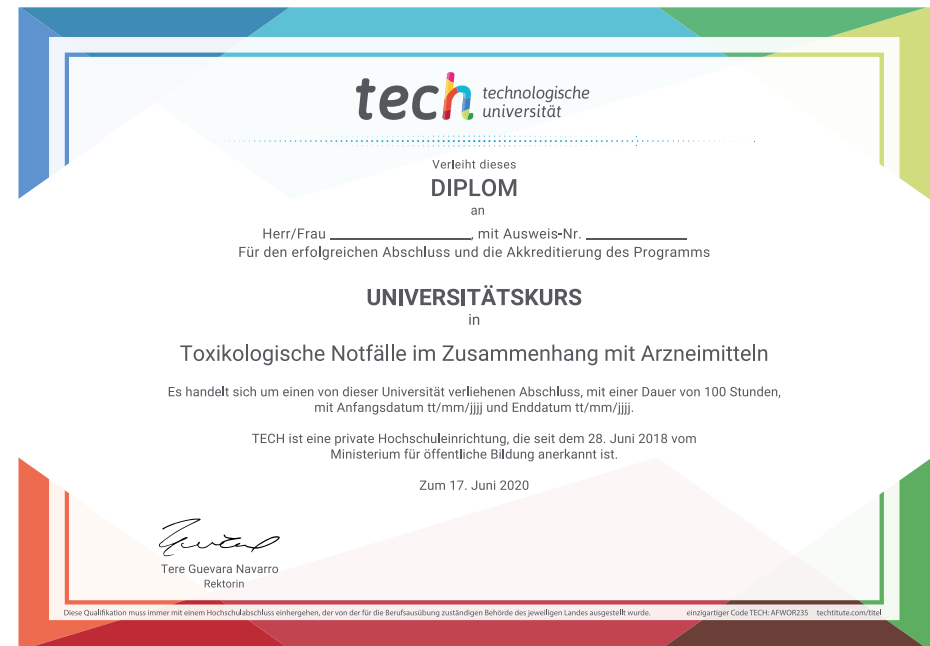 tech technologische
universität
Verleiht dieses
DIPLOM
an
Herr/Frau ____________________, mit Ausweis-Nr. ______________
Für den erfolgreichen Abschluss und die Akkreditierung des Programms
UNIVERSITÄTSKURS
in
Toxikologische Notfälle im Zusammenhang mit Arzneimitteln
Es handelt sich um einen von dieser Universität verliehenen Abschluss, mit einer Dauer von 100 Stunden,
mit Anfangsdatum tt/mm/jjjj und Enddatum tt/mm/jjjj.
TECH ist eine private Hochschuleinrichtung, die seit dem 28. Juni 2018 vom
Ministerium für öffentliche Bildung anerkannt ist.
Zum 17. Juni 2020
Tere Guevara Navarro
Rektorin
Diese Qualifikation muss immer mit einem Hochschulabschluss einhergehen, der von der für die Berufsausübung zuständigen Behörde des jeweiligen Landes ausgestellt wurde. einzigartiger Code TECH: AFWOR235 techtitute.com/titel